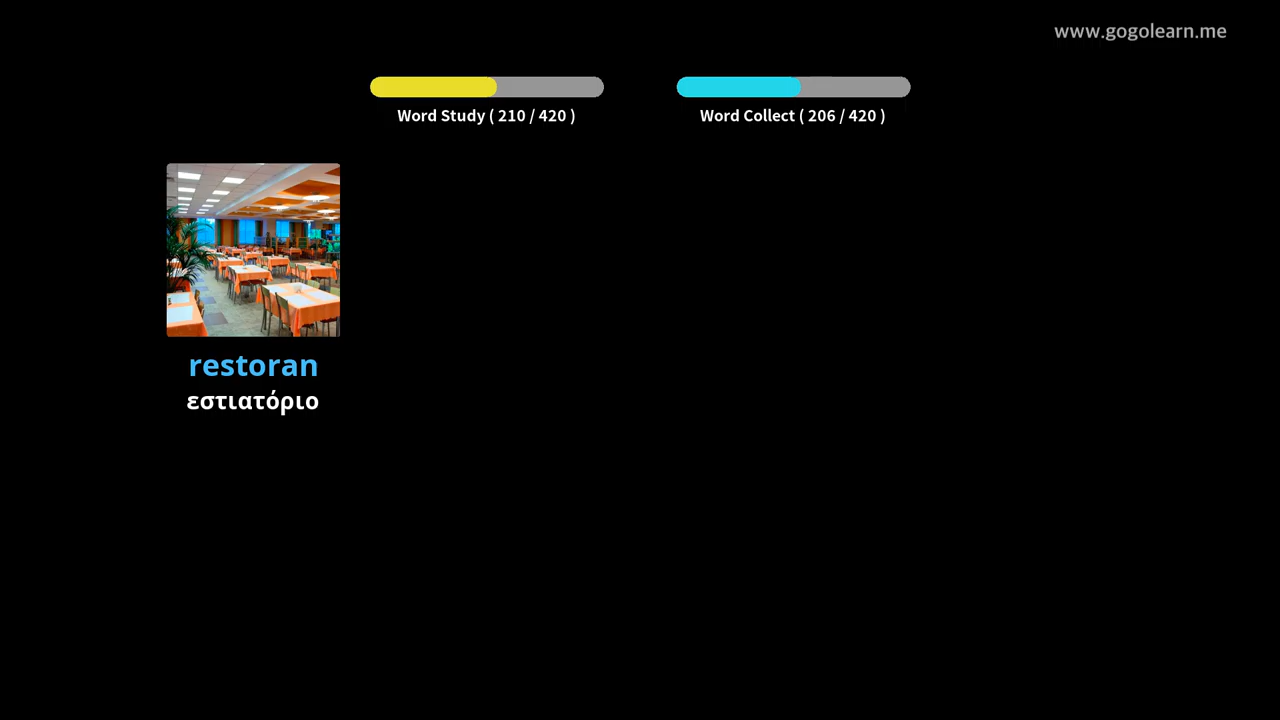 www.gogolearn.me
Word Study ( 210 / 420 )
Word Collect ( 206 / 420 )
restoran
εστιατόριο